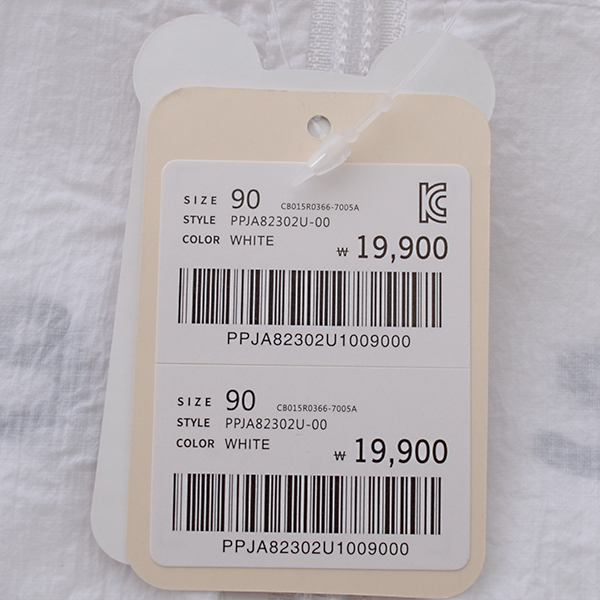 SIZE 90 CB015R0366-7005A
STYLE PPJA82302U-00
COLOR WHITE
₩ 19,900
PPJA82302U1009000
SIZE 90 CB015R0366-7005A
STYLE PPJA82302U-00
COLOR WHITE
₩ 19,900
PPJA82302U1009000